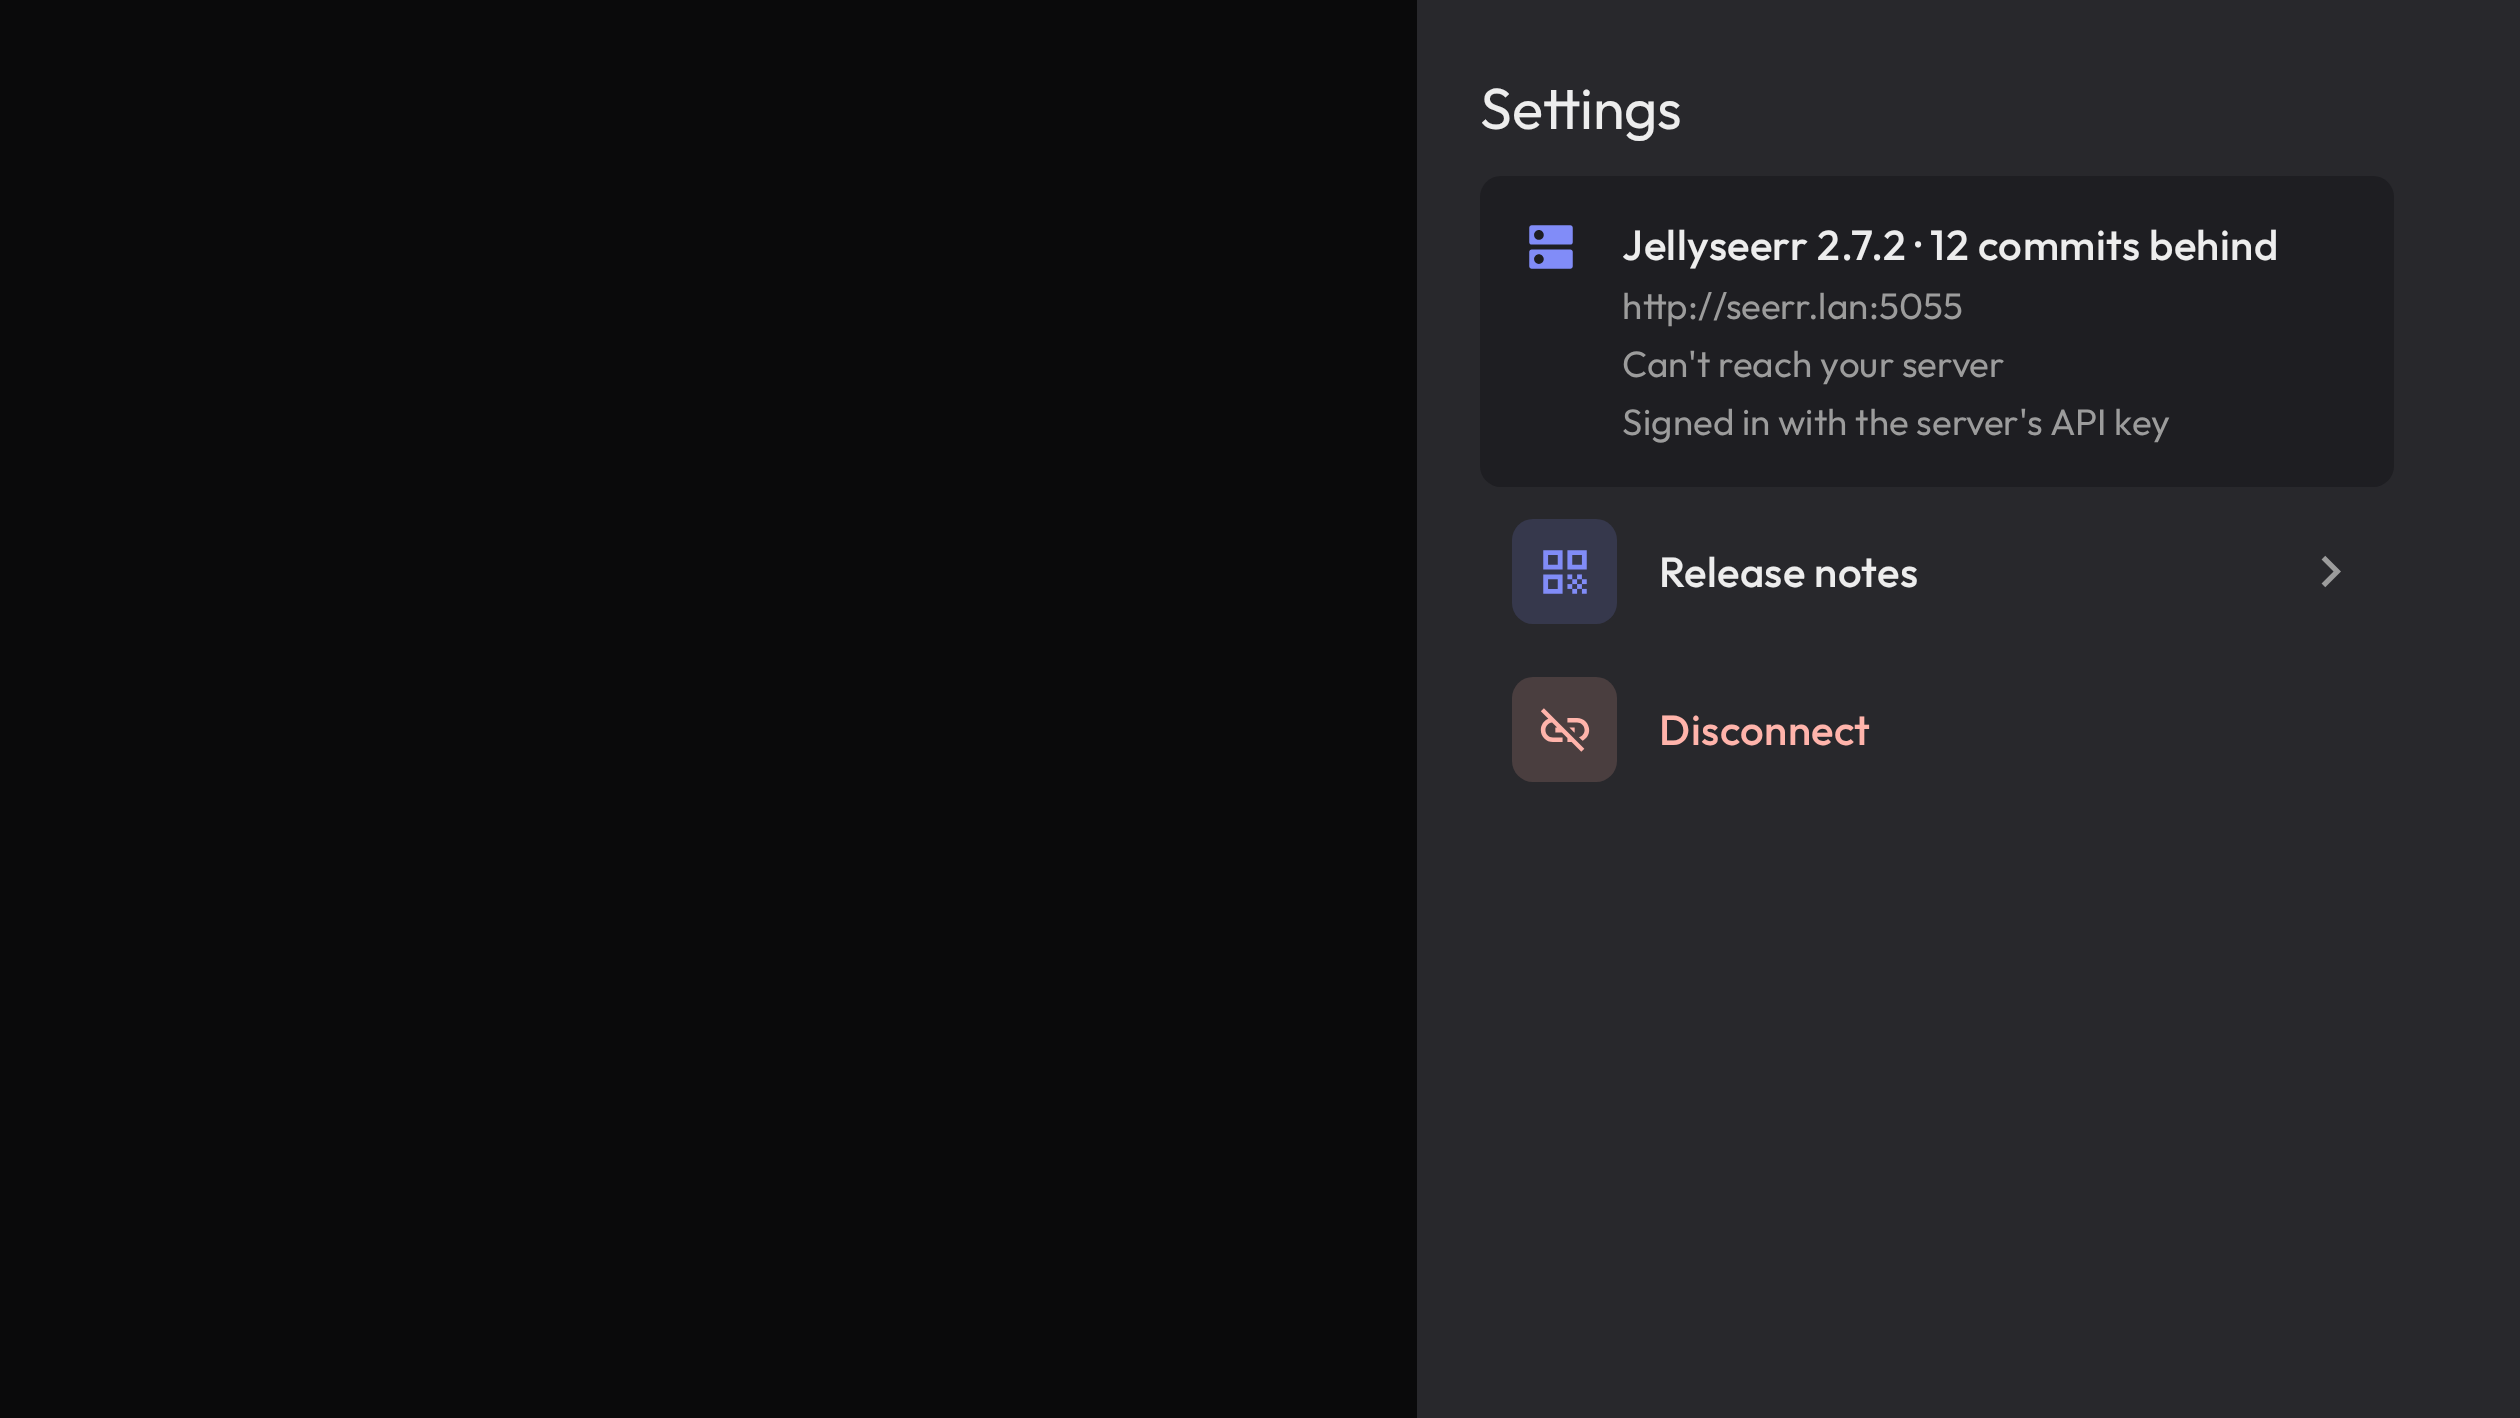 Settings
Jellyseerr 2.7.2 · 12 commits behind
http://seerr.lan:5055
Can't reach your server
Signed in with the server's API key
Release notes
Disconnect